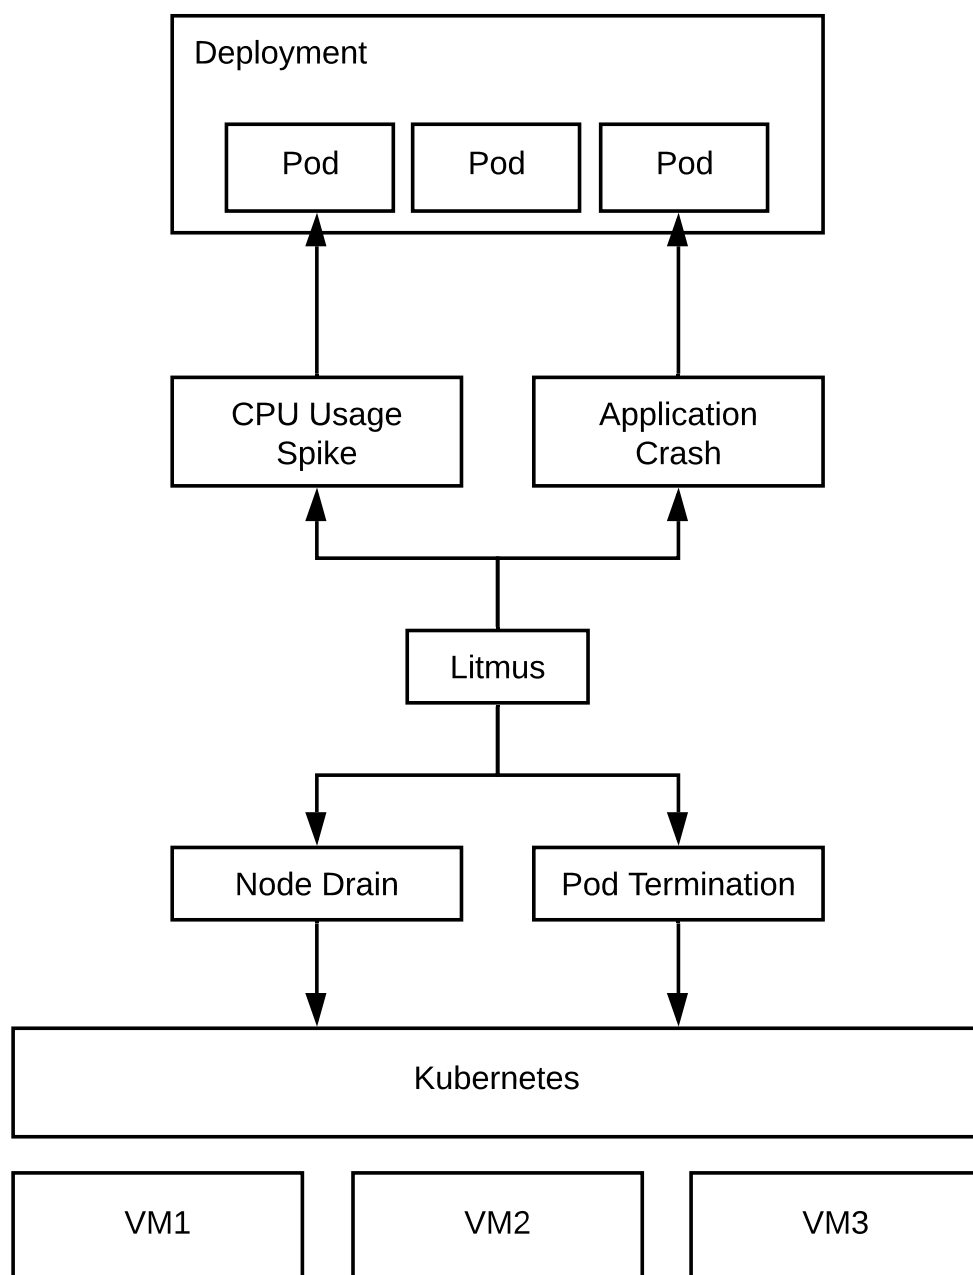 Deployment
Pod
Pod
Pod
CPU Usage
Spike
Application
Crash
Litmus
Node Drain
Pod Termination
Kubernetes
VM1
VM2
VM3